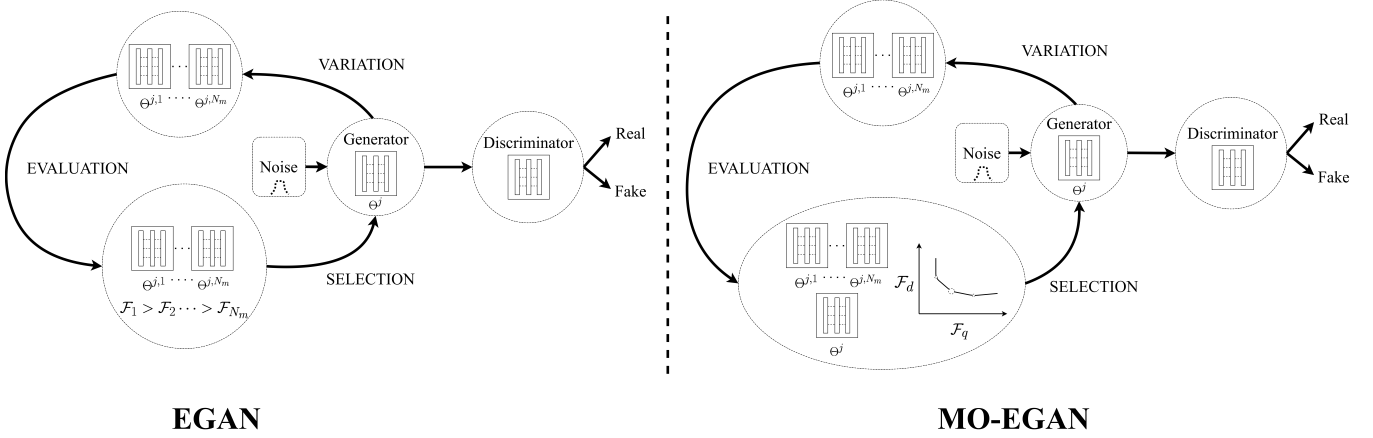 VARIATION
Θ^{j,1} ···· Θ^{j,N_m}
EVALUATION
Noise
Generator
Θ^j
Discriminator
Real
Fake
Θ^{j,1} ···· Θ^{j,N_m}
ℱ_1 > ℱ_2 ··· > ℱ_{N_m}
SELECTION
EGAN
VARIATION
Θ^{j,1} ···· Θ^{j,N_m}
EVALUATION
Noise
Generator
Θ^j
Discriminator
Real
Fake
Θ^{j,1} ···· Θ^{j,N_m}
Θ^j
ℱ_d
ℱ_q
SELECTION
MO-EGAN